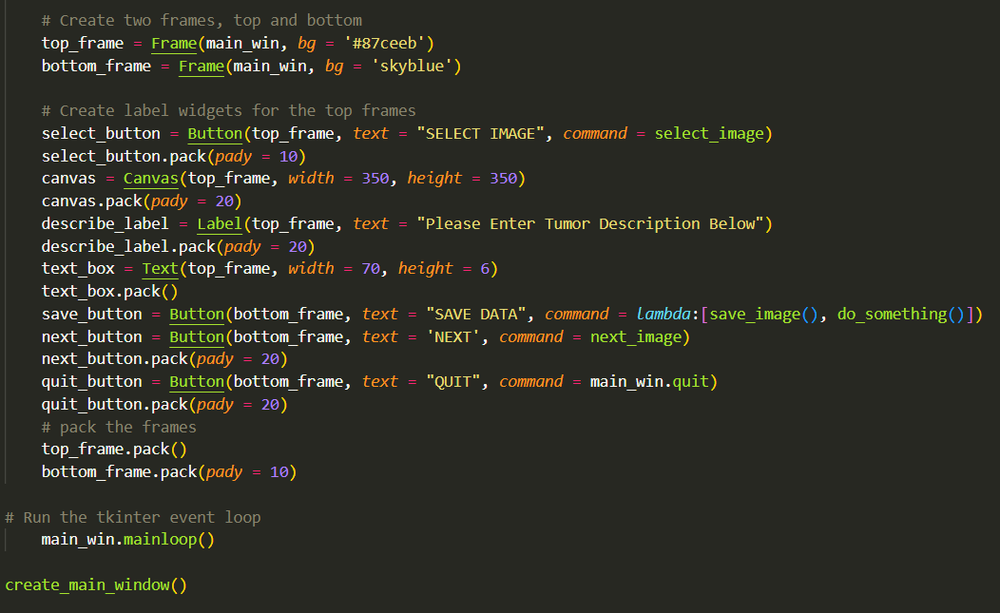 # Create two frames, top and bottom
top_frame = Frame(main_win, bg = '#87ceeb')
bottom_frame = Frame(main_win, bg = 'skyblue')
# Create label widgets for the top frames
select_button = Button(top_frame, text = "SELECT IMAGE", command = select_image)
select_button.pack(pady = 10)
canvas = Canvas(top_frame, width = 350, height = 350)
canvas.pack(pady = 20)
describe_label = Label(top_frame, text = "Please Enter Tumor Description Below")
describe_label.pack(pady = 20)
text_box = Text(top_frame, width = 70, height = 6)
text_box.pack()
save_button = Button(bottom_frame, text = "SAVE DATA", command = lambda:[save_image(), do_something()])
next_button = Button(bottom_frame, text = 'NEXT', command = next_image)
next_button.pack(pady = 20)
quit_button = Button(bottom_frame, text = "QUIT", command = main_win.quit)
quit_button.pack(pady = 20)
# pack the frames
top_frame.pack()
bottom_frame.pack(pady = 10)
# Run the tkinter event loop
main_win.mainloop()
create_main_window()